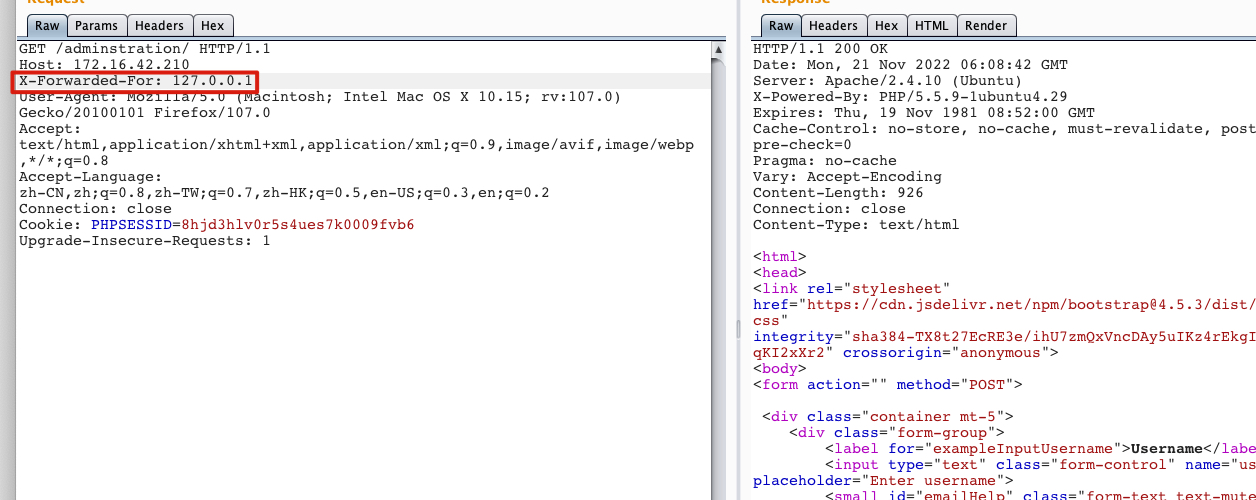 Request
Raw Params Headers Hex
GET /adminstration/ HTTP/1.1
Host: 172.16.42.210
X-Forwarded-For: 127.0.0.1
User-Agent: Mozilla/5.0 (Macintosh; Intel Mac OS X 10.15; rv:107.0)
Gecko/20100101 Firefox/107.0
Accept:
text/html,application/xhtml+xml,application/xml;q=0.9,image/avif,image/webp
,*/*;q=0.8
Accept-Language:
zh-CN,zh;q=0.8,zh-TW;q=0.7,zh-HK;q=0.5,en-US;q=0.3,en;q=0.2
Connection: close
Cookie: PHPSESSID=8hjd3hlv0r5s4ues7k0009fvb6
Upgrade-Insecure-Requests: 1
Response
Raw Headers Hex HTML Render
HTTP/1.1 200 OK
Date: Mon, 21 Nov 2022 06:08:42 GMT
Server: Apache/2.4.10 (Ubuntu)
X-Powered-By: PHP/5.5.9-1ubuntu4.29
Expires: Thu, 19 Nov 1981 08:52:00 GMT
Cache-Control: no-store, no-cache, must-revalidate, post
pre-check=0
Pragma: no-cache
Vary: Accept-Encoding
Content-Length: 926
Connection: close
Content-Type: text/html
<html>
<head>
<link rel="stylesheet"
href="https://cdn.jsdelivr.net/npm/bootstrap@4.5.3/dist/
css"
integrity="sha384-TX8t27EcRE3e/ihU7zmQxVncDAy5uIKz4rEkgI
qKI2xXr2" crossorigin="anonymous">
<body>
<form action="" method="POST">
<div class="container mt-5">
<div class="form-group">
<label for="exampleInputUsername">Username</labe
<input type="text" class="form-control" name="us
placeholder="Enter username">
<small id="emailHelp" class="form-text text-mute